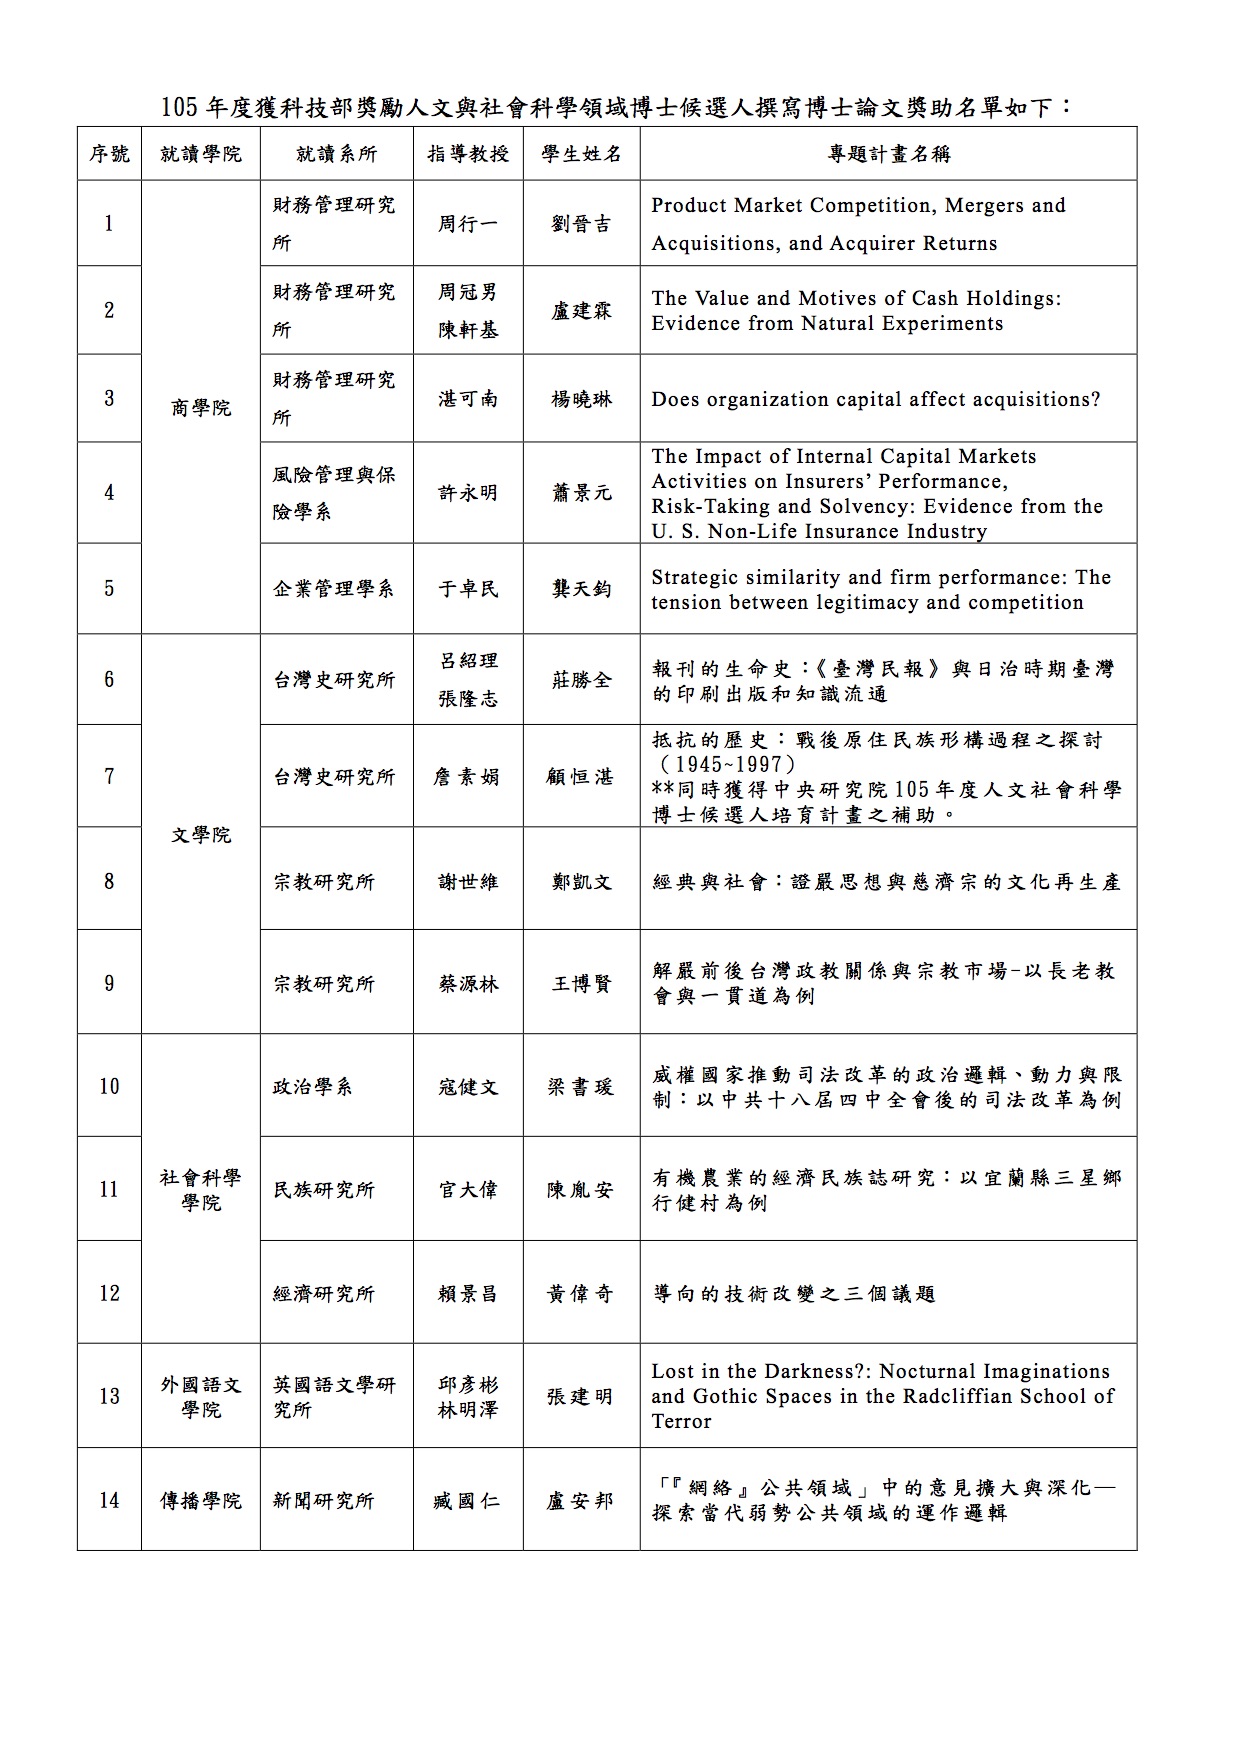 105 年度獲科技部獎勵人文與社會科學領域博士候選人撰寫博士論文獎助名單如下：
序號 就讀學院 就讀系所 指導教授 學生姓名 專題計畫名稱
商學院
1 財務管理研究所 周行一 劉晉吉 Product Market Competition, Mergers and
Acquisitions, and Acquirer Returns
2 財務管理研究所 周冠男 陳軒基 盧建霖 The Value and Motives of Cash Holdings:
Evidence from Natural Experiments
3 財務管理研究所 湛可南 楊曉琳 Does organization capital affect acquisitions?
4 風險管理與保險學系 許永明 蕭景元 The Impact of Internal Capital Markets
Activities on Insurers’ Performance,
Risk-Taking and Solvency: Evidence from the
U. S. Non-Life Insurance Industry
5 企業管理學系 于卓民 龔天鈞 Strategic similarity and firm performance: The
tension between legitimacy and competition
文學院
6 台灣史研究所 呂紹理 張隆志 莊勝全 報刊的生命史：《臺灣民報》與日治時期臺灣
的印刷出版和知識流通
7 台灣史研究所 詹素娟 顧恒湛 抵抗的歷史：戰後原住民族形構過程之探討
（1945~1997）
**同時獲得中央研究院105年度人文社會科學
博士候選人培育計畫之補助。
8 宗教研究所 謝世維 鄭凱文 經典與社會：證嚴思想與慈濟宗的文化再生產
9 宗教研究所 蔡源林 王博賢 解嚴前後台灣政教關係與宗教市場-以長老教
會與一貫道為例
社會科學
學院
10 政治學系 寇健文 梁書瑗 威權國家推動司法改革的政治邏輯、動力與限
制：以中共十八屆四中全會後的司法改革為例
11 民族研究所 官大偉 陳胤安 有機農業的經濟民族誌研究：以宜蘭縣三星鄉
行健村為例
12 經濟研究所 賴景昌 黃偉奇 導向的技術改變之三個議題
13 外國語文學院 英國語文學研究所 邱彥彬 林明澤 張建明 Lost in the Darkness?: Nocturnal Imaginations
and Gothic Spaces in the Radcliffian School of
Terror
14 傳播學院 新聞研究所 臧國仁 盧安邦 「『網絡』公共領域」中的意見擴大與深化—
探索當代弱勢公共領域的運作邏輯